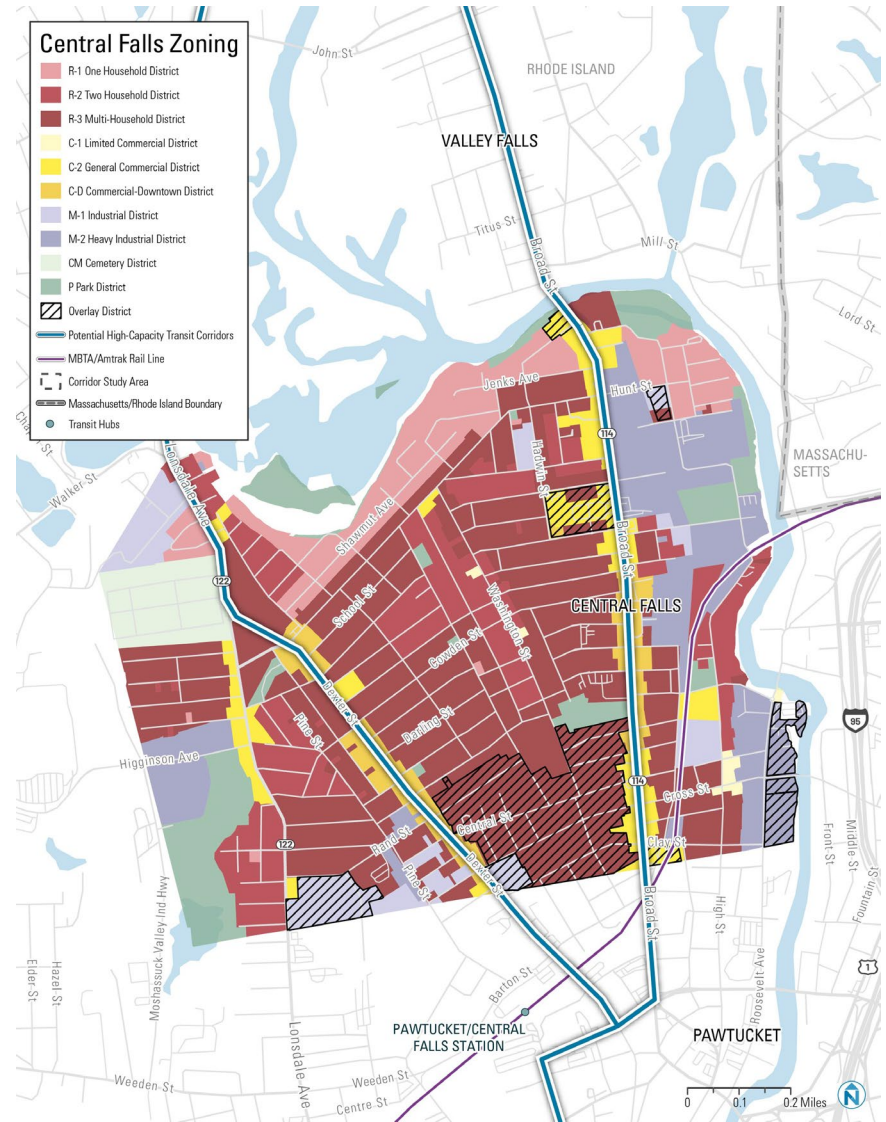 Central Falls Zoning
R-1 One Household District
R-2 Two Household District
R-3 Multi-Household District
C-1 Limited Commercial District
C-2 General Commercial District
C-D Commercial-Downtown District
M-1 Industrial District
M-2 Heavy Industrial District
CM Cemetery District
P Park District
Overlay District
Potential High-Capacity Transit Corridors
MBTA/Amtrak Rail Line
Corridor Study Area
Massachusetts/Rhode Island Boundary
Transit Hubs
John St
RHODE ISLAND
VALLEY FALLS
Titus St
Broad St
Mill St
Lord St
Jenks Ave
Hunt St
114
Hadwin St
MASSACHU-
SETTS
Walker St
Lonsdale Ave
Shawmut Ave
122
School St
Washington St
Broad St
CENTRAL FALLS
Cowden St
Dexter St
Pine St
Darling St
95
Higginson Ave
114
Cross St
Central St
Clay St
122
Rand St
Pine St
Dexter St
Front St
Middle St
Fountain St
Broad St
High St
Moshassuck Valley Ind Hwy
Elder St
Hazel St
1
Barton St
Roosevelt Ave
PAWTUCKET/CENTRAL
FALLS STATION
PAWTUCKET
Lonsdale Ave
Weeden St
Weeden St
Centre St
0 0.1 0.2 Miles
N